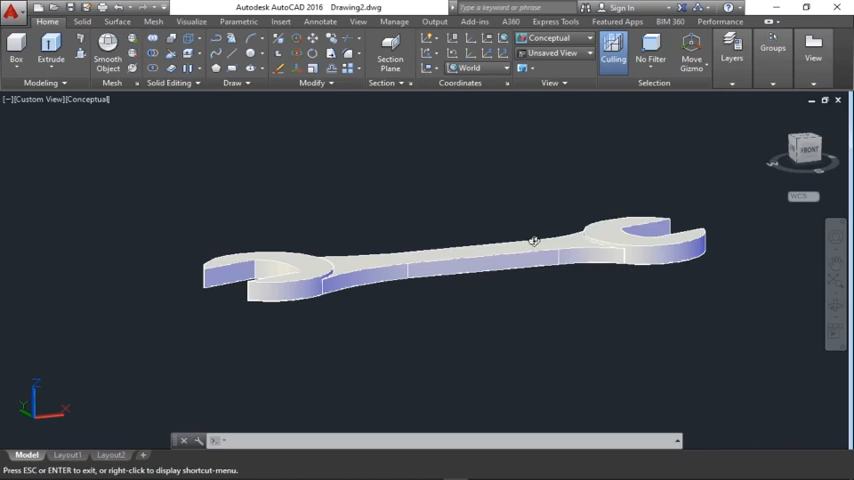 Autodesk AutoCAD 2016 Drawing2.dwg
Type a keyword or phrase
Sign In
Home Solid Surface Mesh Visualize Parametric Insert Annotate View Manage Output Add-ins A360 Express Tools Featured Apps BIM 360 Performance
Box
Extrude
Smooth
Object
Section
Plane
World
Conceptual
Unsaved View
Culling
No Filter
Move
Gizmo
Layers
Groups
View
Modeling
Mesh
Solid Editing
Draw
Modify
Section
Coordinates
View
Selection
[−][Custom View][Conceptual]
FRONT
WCS
Z
Y
X
Model Layout1 Layout2 +
Press ESC or ENTER to exit, or right-click to display shortcut-menu.